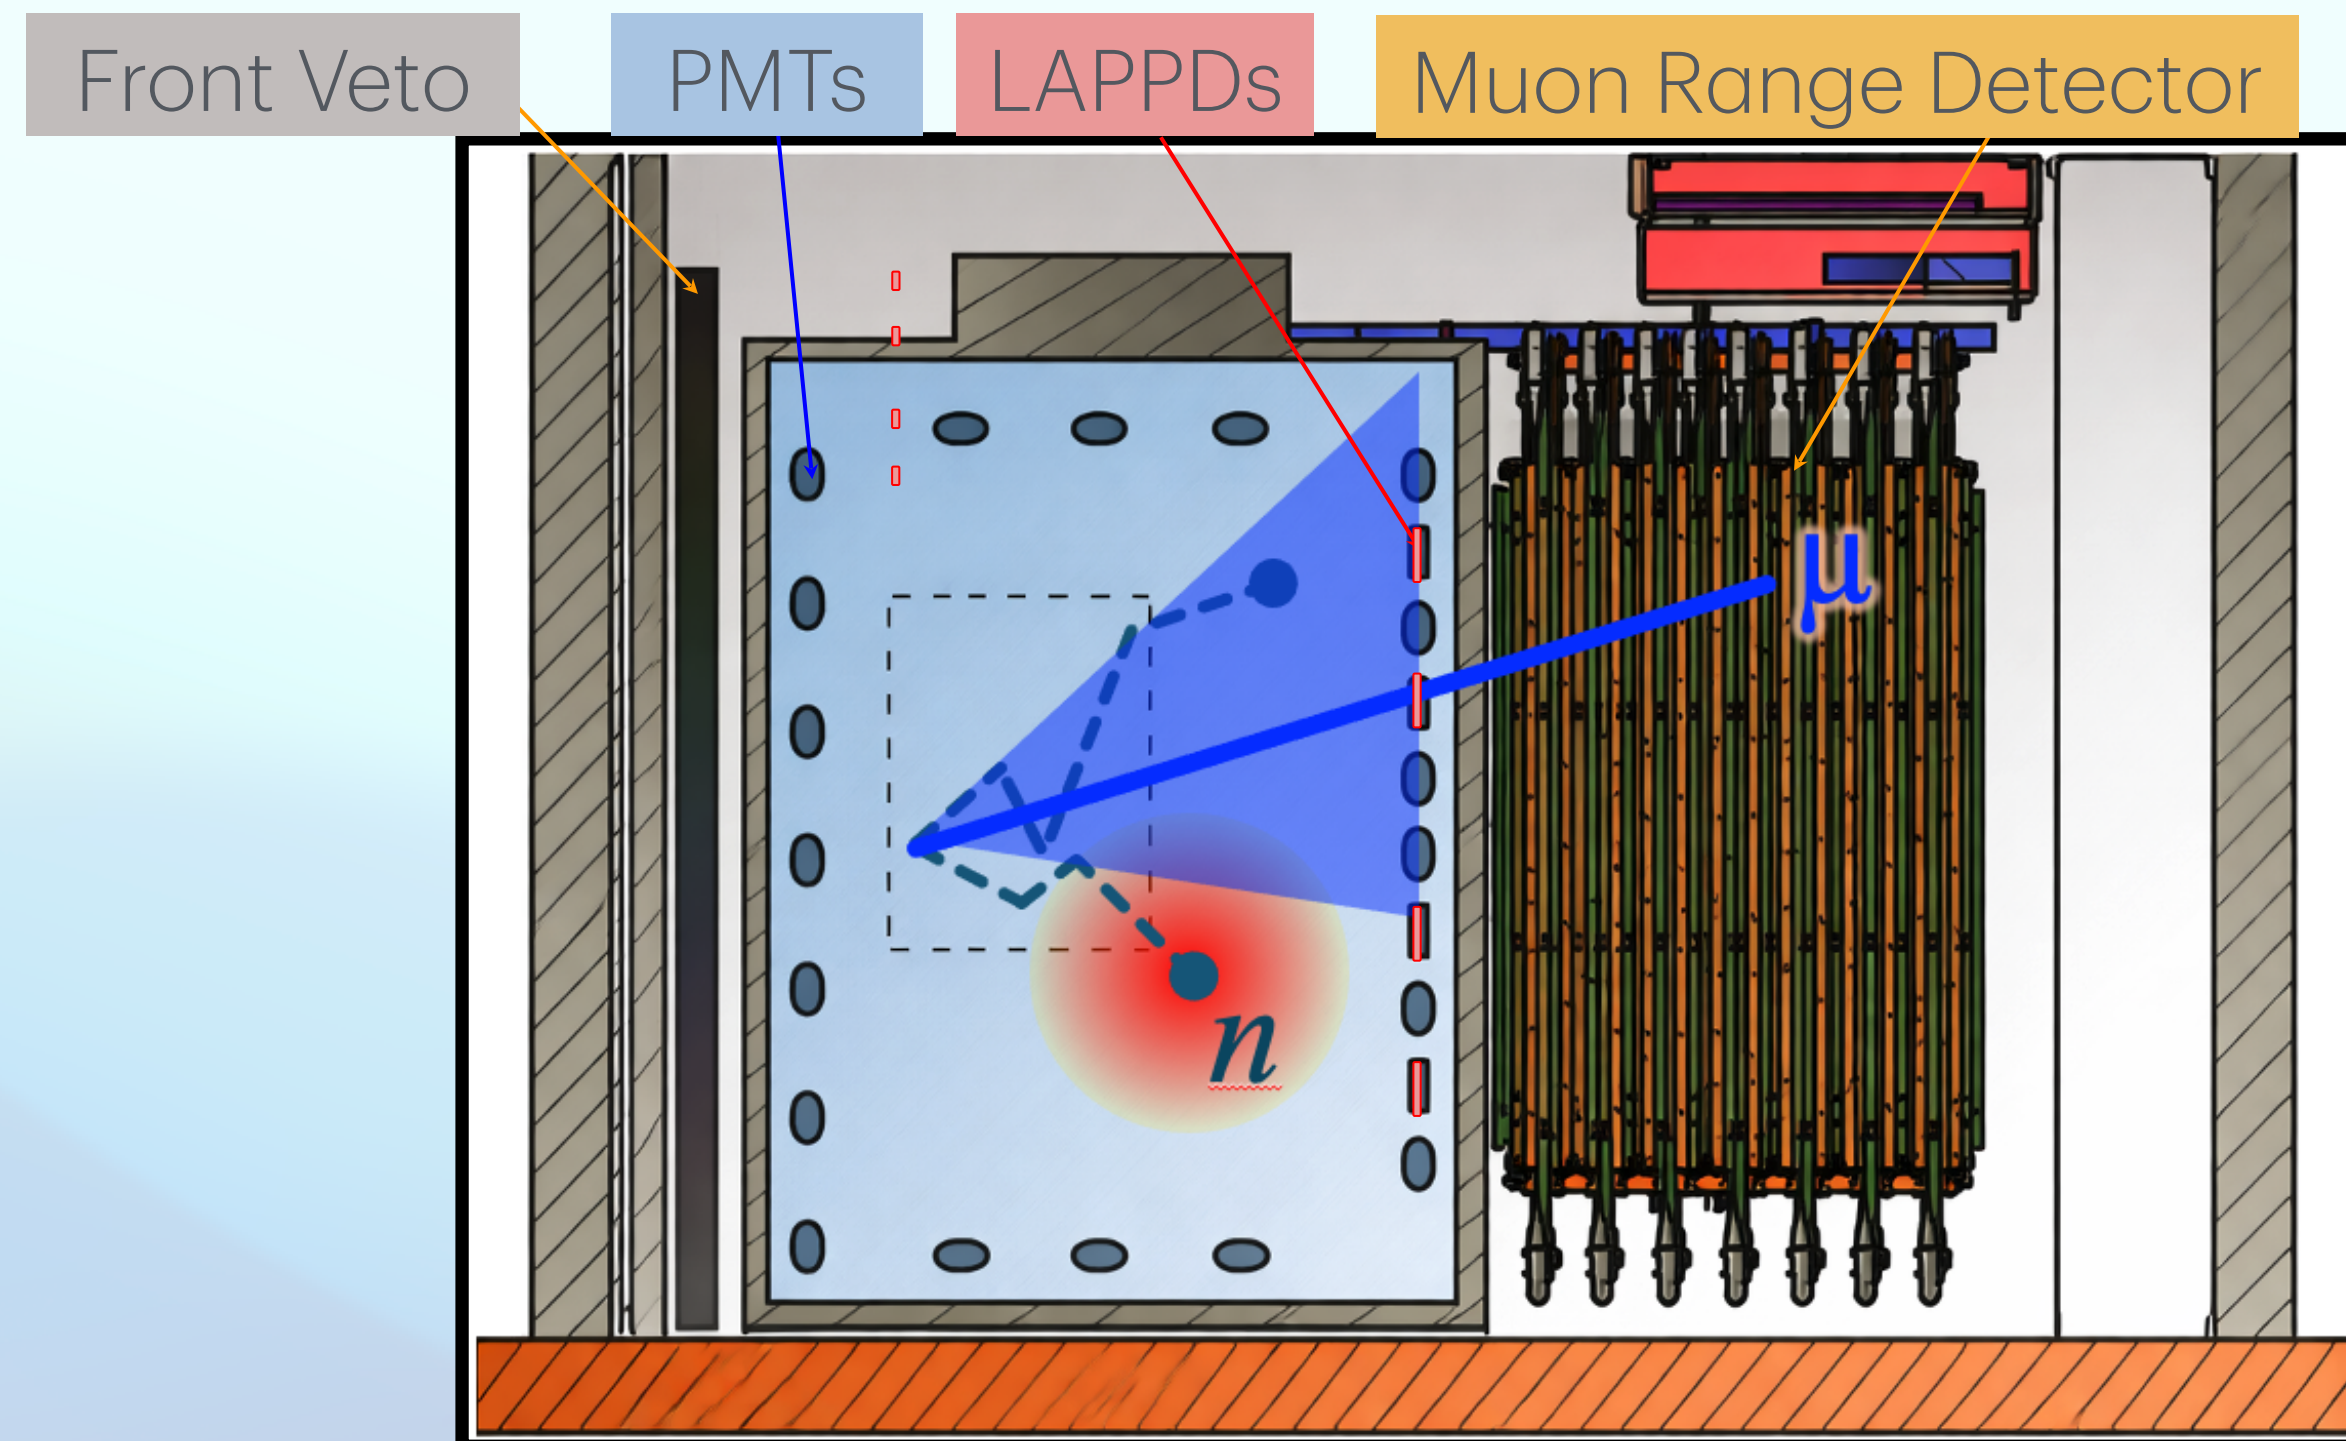 Front Veto
PMTs
LAPPDs
Muon Range Detector
μ
n